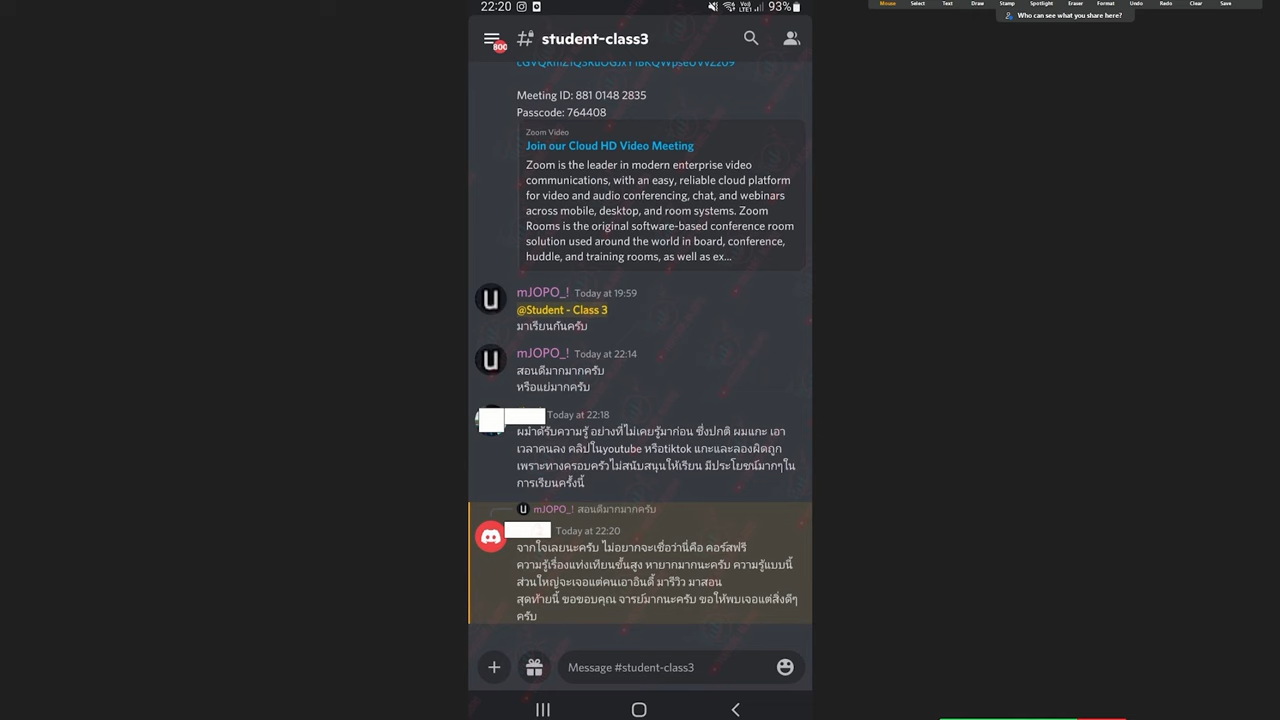 Mouse Select Text Draw Stamp Spotlight Eraser Format Undo Redo Clear Save
Who can see what you share here?
22:20 93%
800 student-class3
Meeting ID: 881 0148 2835
Passcode: 764408
Zoom Video
Join our Cloud HD Video Meeting
Zoom is the leader in modern enterprise video
communications, with an easy, reliable cloud platform
for video and audio conferencing, chat, and webinars
across mobile, desktop, and room systems. Zoom
Rooms is the original software-based conference room
solution used around the world in board, conference,
huddle, and training rooms, as well as ex...
mJOPO_! Today at 19:59
@Student - Class 3
มาเรียนกันครับ
mJOPO_! Today at 22:14
สอนดีมากมากครับ
หรือแย่มากครับ
Today at 22:18
ผมได้รับความรู้ อย่างที่ไม่เคยรู้มาก่อน ซึ่งปกติ ผมแกะ เอา
เวลาคนลง คลิปในyoutube หรือtiktok แกะและลองผิดถูก
เพราะทางครอบครัวไม่สนับสนุนให้เรียน มีประโยชน์มากๆใน
การเรียนครั้งนี้
mJOPO_! สอนดีมากมากครับ
Today at 22:20
จากใจเลยนะครับ ไม่อยากจะเชื่อว่านี่คือ คอร์สฟรี
ความรู้เรื่องแท่งเทียนขั้นสูง หายากมากนะครับ ความรู้แบบนี้
ส่วนใหญ่จะเจอแต่คนเอาอินดี้ มารีวิว มาสอน
สุดท้ายนี้ ขอขอบคุณ จารย์มากนะครับ ขอให้พบเจอแต่สิ่งดีๆ
ครับ
Message #student-class3